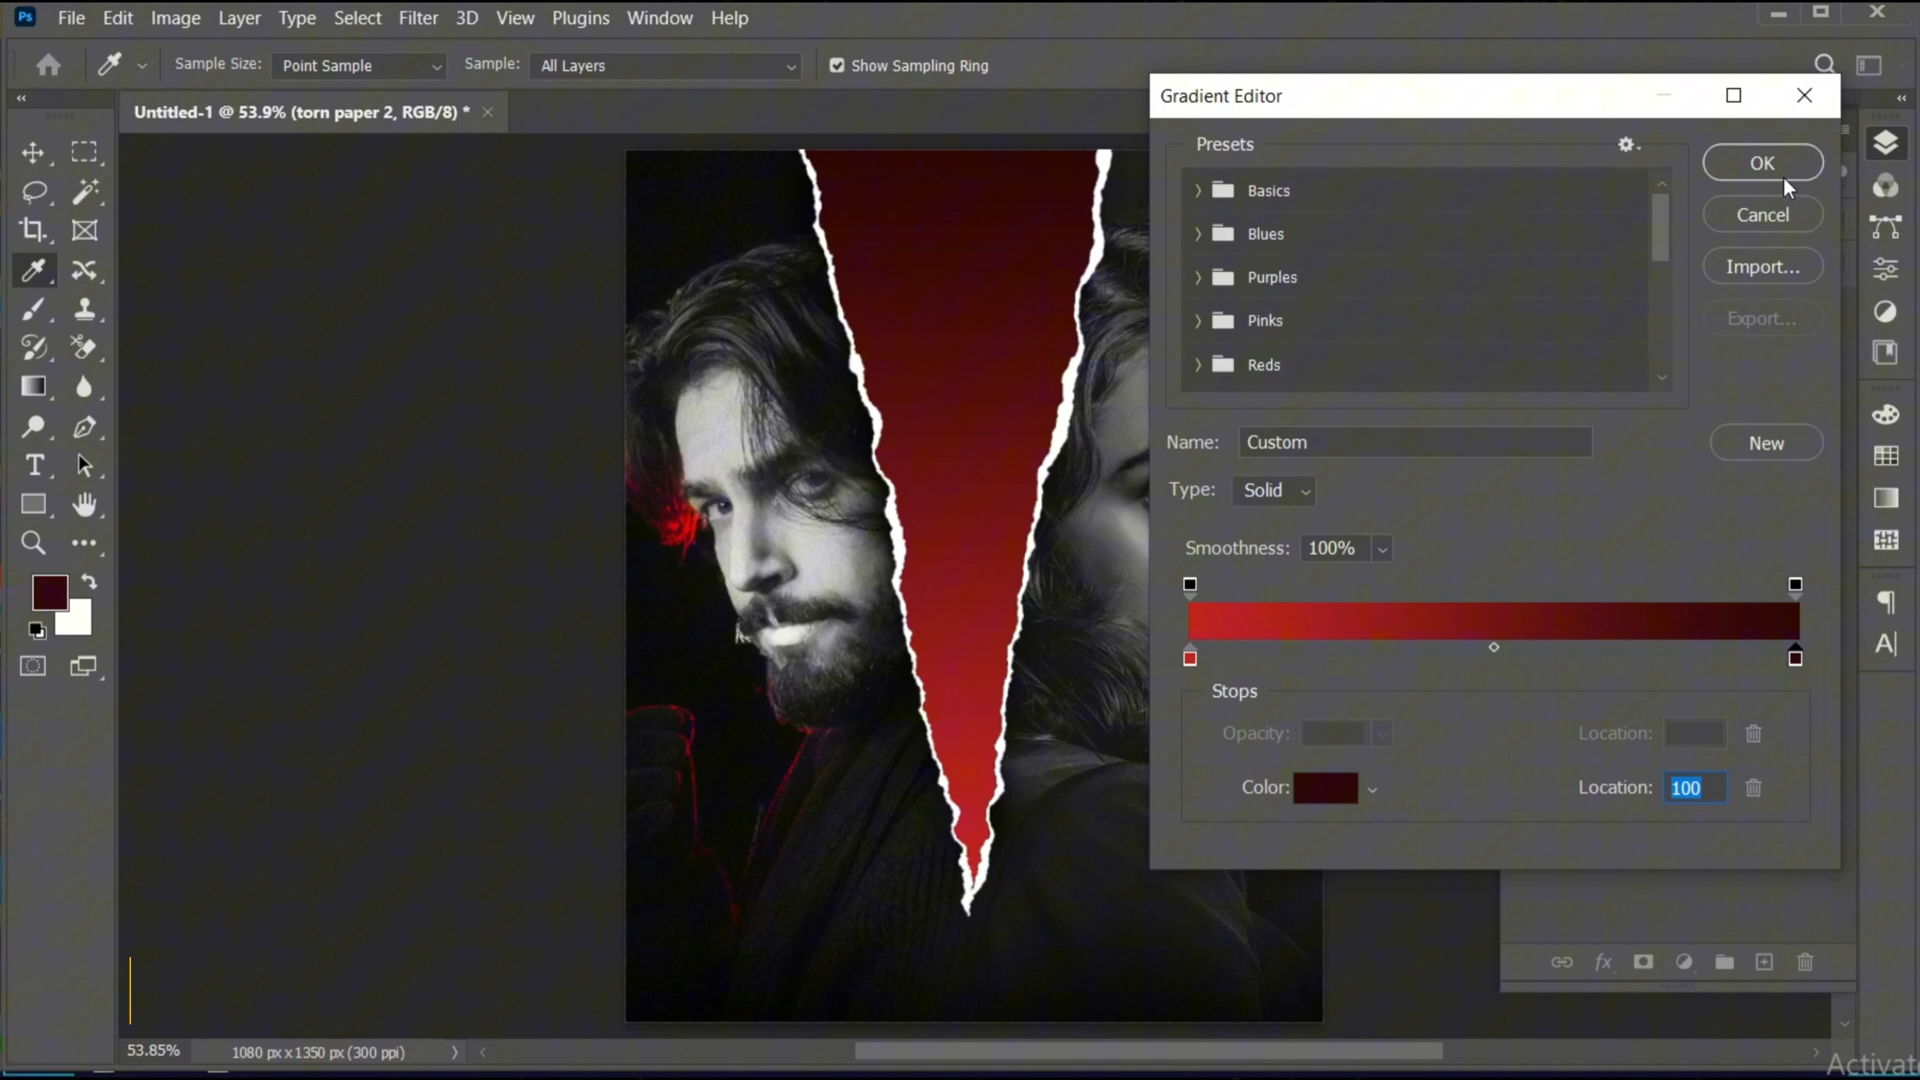 Ps File Edit Image Layer Type Select Filter 3D View Plugins Window Help
Sample Size: Point Sample Sample: All Layers Show Sampling Ring
Untitled-1 @ 53.9% (torn paper 2, RGB/8) *
Gradient Editor
Presets
Basics
Blues
Purples
Pinks
Reds
OK
Cancel
Import...
Export...
Name: Custom
New
Type: Solid
Smoothness: 100%
Stops
Opacity: Location:
Color: Location: 100
fx
53.85% 1080 px x 1350 px (300 ppi)
Activat